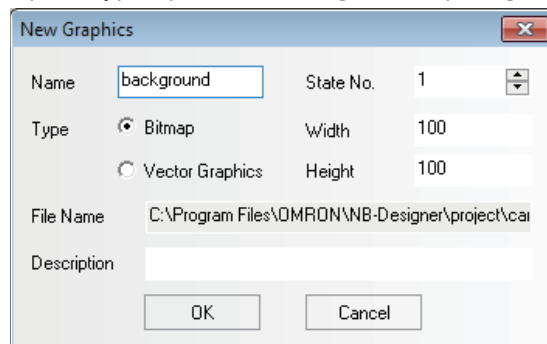 New Graphics
Name background State No. 1
Type Bitmap Width 100
Vector Graphics Height 100
File Name C:\Program Files\OMRON\NB-Designer\project\car
Description
OK Cancel